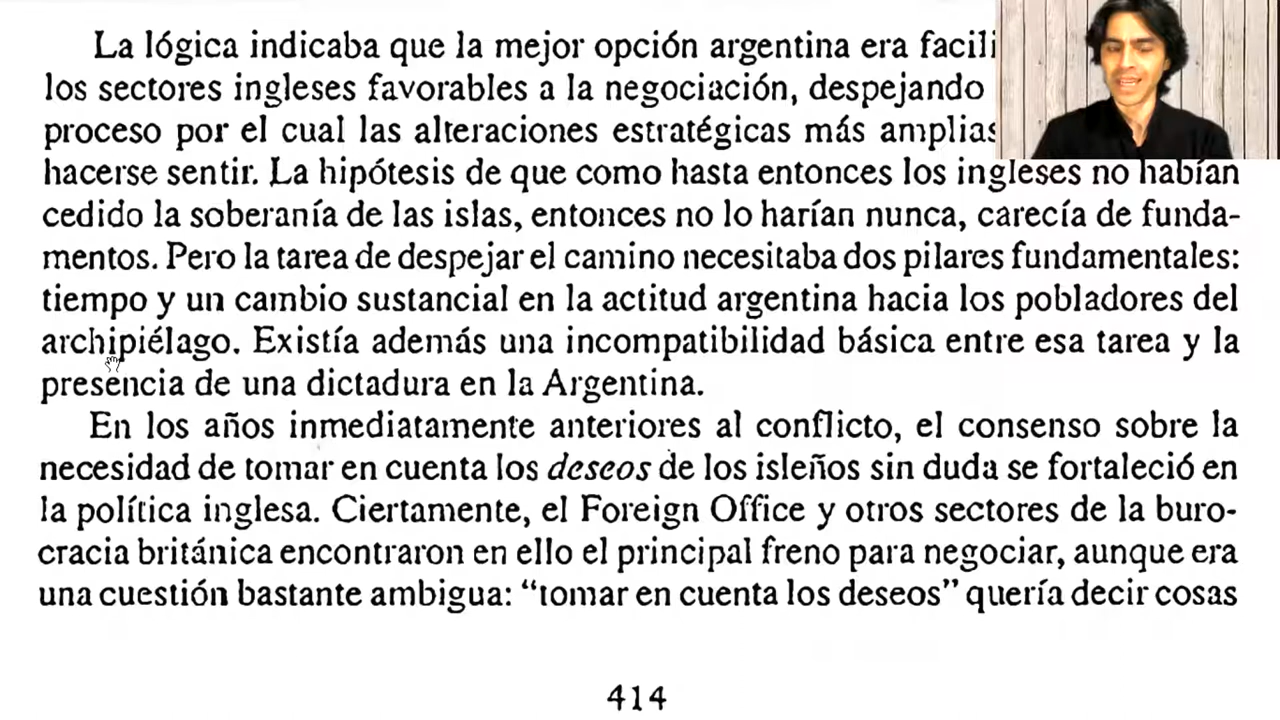 La lógica indicaba que la mejor opción argentina era
los sectores ingleses favorables a la negociación, despejando
proceso por el cual las alteraciones estratégicas más amplias
hacerse sentir. La hipótesis de que como hasta entonces los ingleses no habían
cedido la soberanía de las islas, entonces no lo harían nunca, carecía de funda-
mentos. Pero la tarea de despejar el camino necesitaba dos pilares fundamentales:
tiempo y un cambio sustancial en la actitud argentina hacia los pobladores del
archipiélago. Existía además una incompatibilidad básica entre esa tarea y la
presencia de una dictadura en la Argentina.
En los años inmediatamente anteriores al conflicto, el consenso sobre la
necesidad de tomar en cuenta los deseos de los isleños sin duda se fortaleció en
la política inglesa. Ciertamente, el Foreign Office y otros sectores de la buro-
cracia británica encontraron en ello el principal freno para negociar, aunque era
una cuestión bastante ambigua: “tomar en cuenta los deseos” quería decir cosas
414